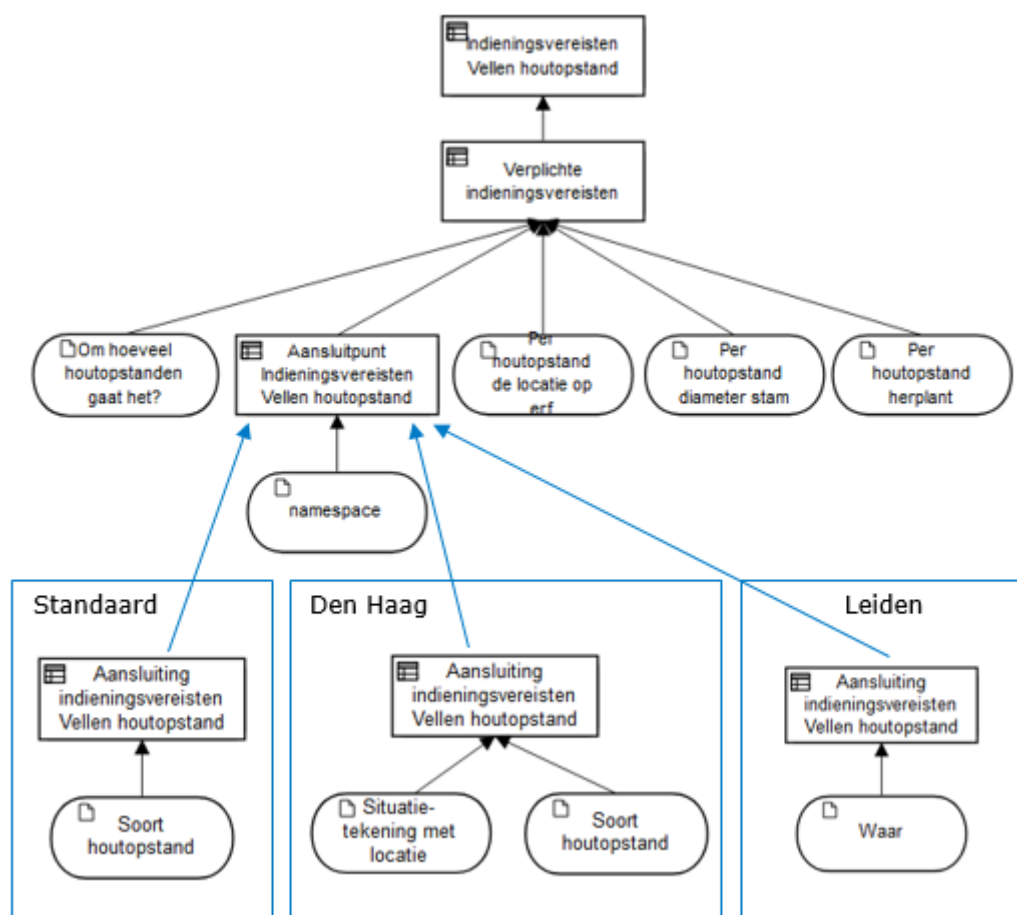 Indieningsvereisten
Vellen houtopstand
Verplichte
indieningsvereisten
Om hoeveel
houtopstanden
gaat het?
Aansluitpunt
Indieningsvereisten
Vellen houtopstand
Per
houtopstand
de locatie op
erf
Per
houtopstand
diameter stam
Per
houtopstand
herplant
namespace
Standaard
Aansluiting
indieningsvereisten
Vellen houtopstand
Soort
houtopstand
Den Haag
Aansluiting
indieningsvereisten
Vellen houtopstand
Situatie-
tekening met
locatie
Soort
houtopstand
Leiden
Aansluiting
indieningsvereisten
Vellen houtopstand
Waar